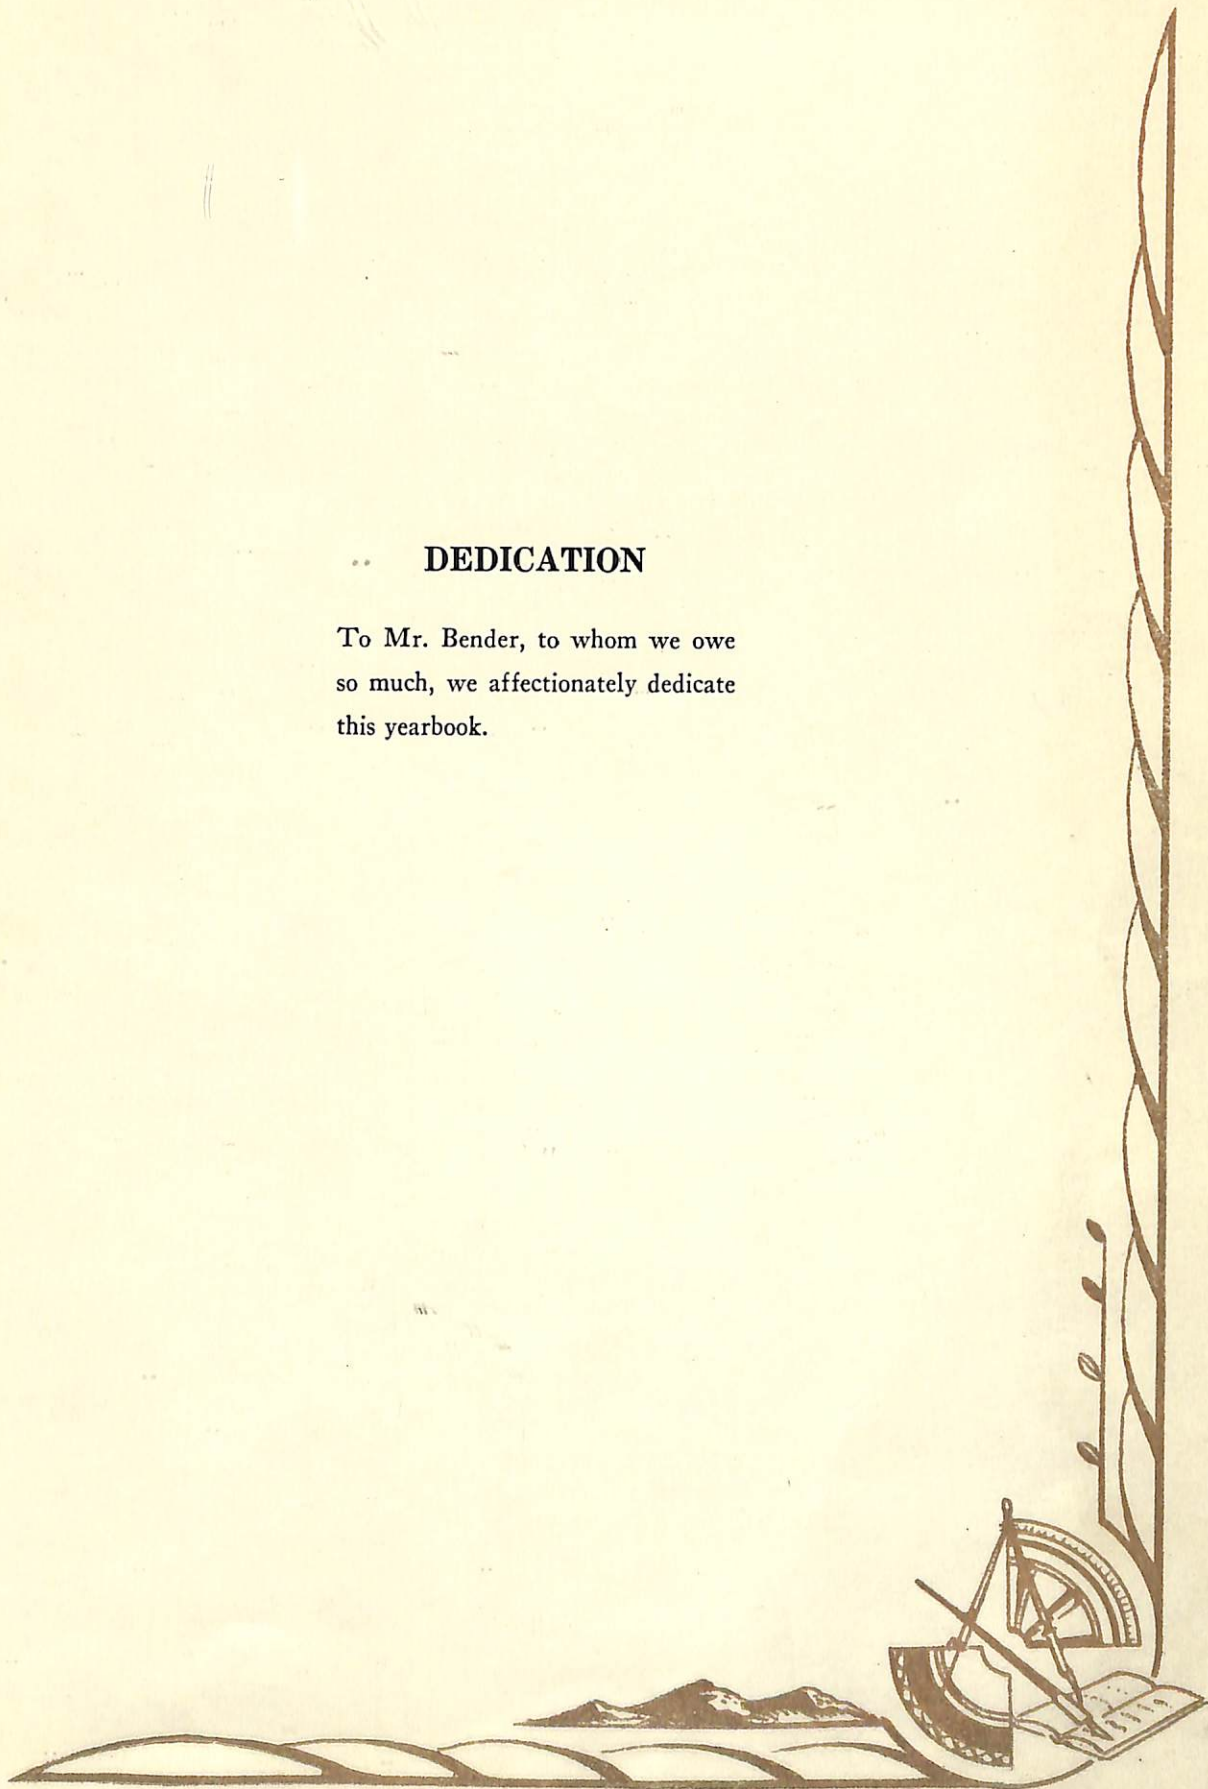 DEDICATION
To Mr. Bender, to whom we owe
so much, we affectionately dedicate
this yearbook.